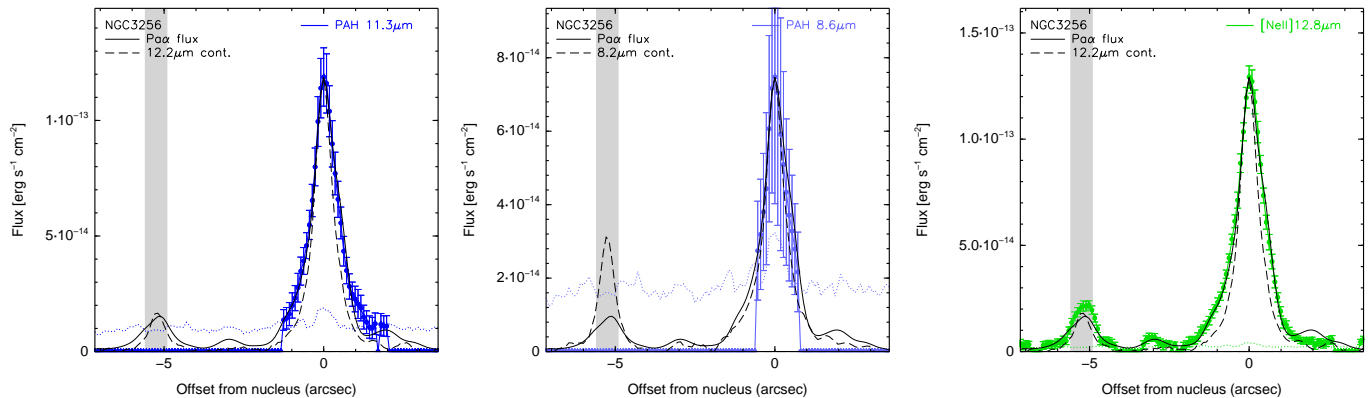 NGC3256
Paα flux
12.2μm cont.
PAH 11.3μm
Flux [erg s⁻¹ cm⁻²]
1·10⁻¹³
5·10⁻¹⁴
0
−5
0
Offset from nucleus (arcsec)
NGC3256
Paα flux
8.2μm cont.
PAH 8.6μm
Flux [erg s⁻¹ cm⁻²]
8·10⁻¹⁴
6·10⁻¹⁴
4·10⁻¹⁴
2·10⁻¹⁴
0
−5
0
Offset from nucleus (arcsec)
NGC3256
Paα flux
12.2μm cont.
[NeII]12.8μm
Flux [erg s⁻¹ cm⁻²]
1.5·10⁻¹³
1.0·10⁻¹³
5.0·10⁻¹⁴
0
−5
0
Offset from nucleus (arcsec)